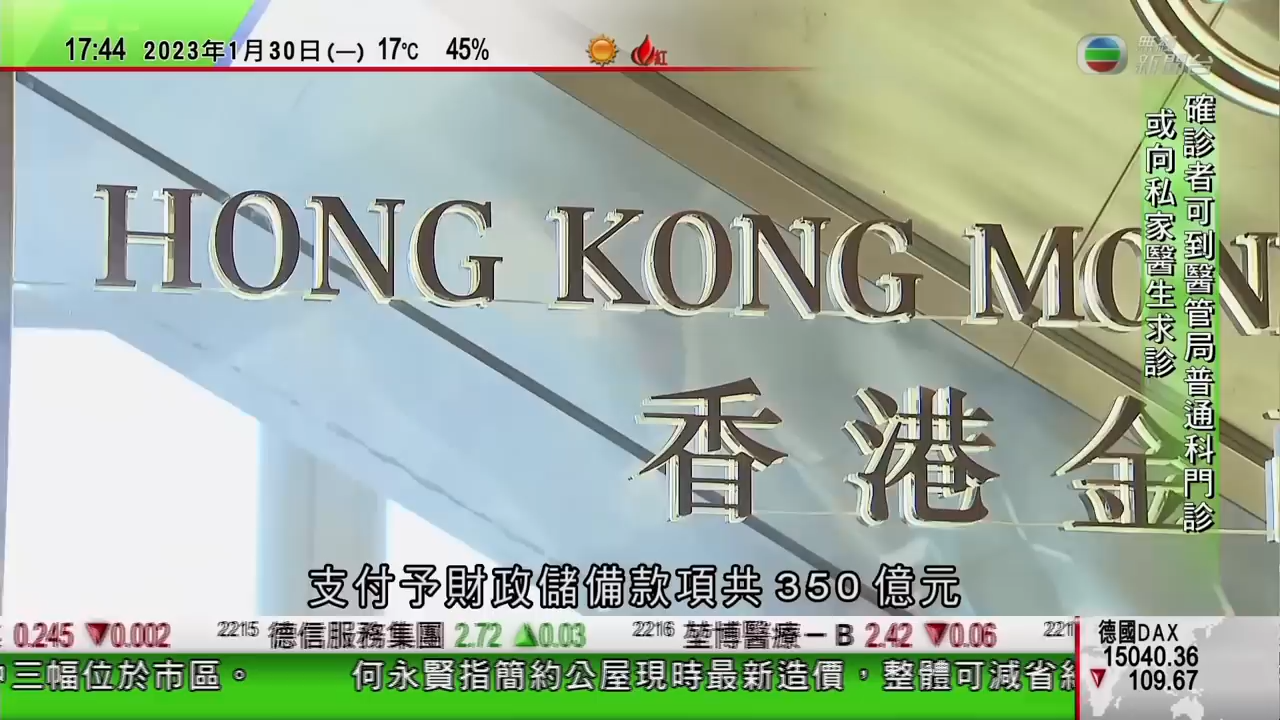 17:44 2023年1月30日(一) 17℃ 45%
紅
無綫
新聞台
確診者可到醫管局普通科門診
或向私家醫生求診
HONG KONG MON
香港金
支付予財政儲備款項共 350 億元
0.245 ▼0.002 2215 德信服務集團 2.72 ▲0.03 2216 堃博醫療－B 2.42 ▼0.06 221
三幅位於市區。 何永賢指簡約公屋現時最新造價，整體可減省
德國DAX
15040.36
▼ 109.67